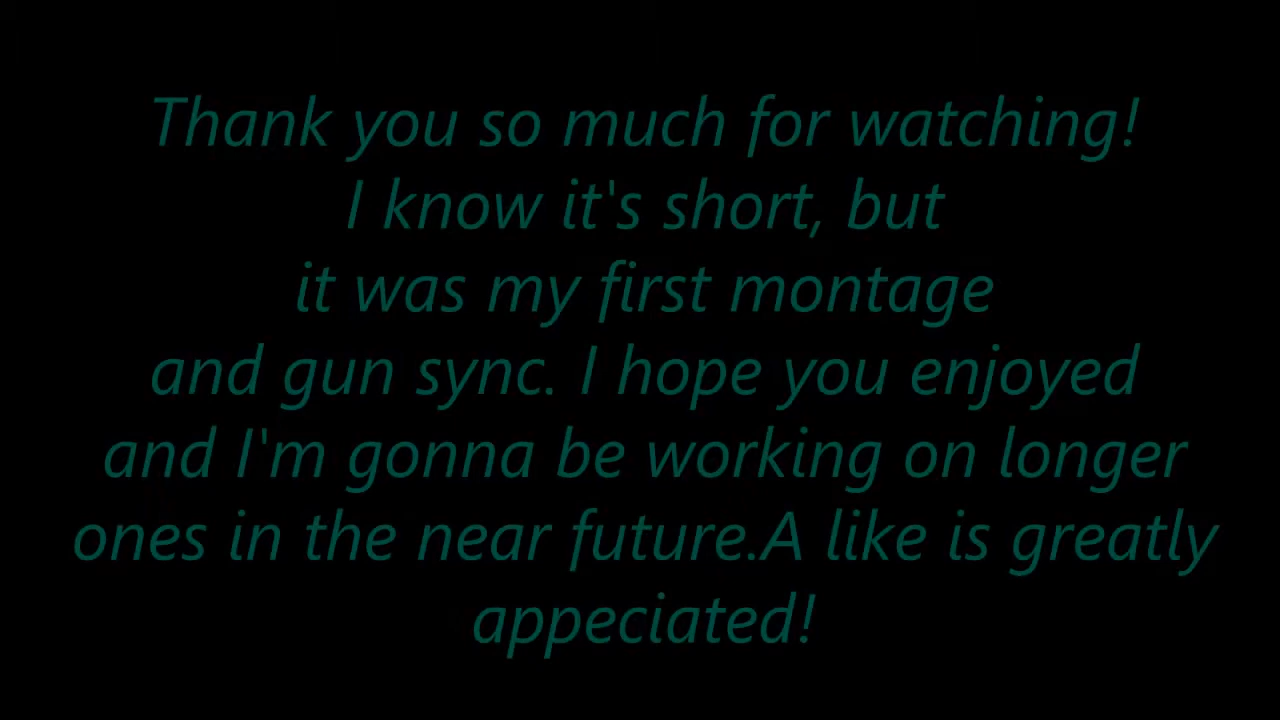 Thank you so much for watching!
I know it's short, but
it was my first montage
and gun sync. I hope you enjoyed
and I'm gonna be working on longer
ones in the near future.A like is greatly
appeciated!